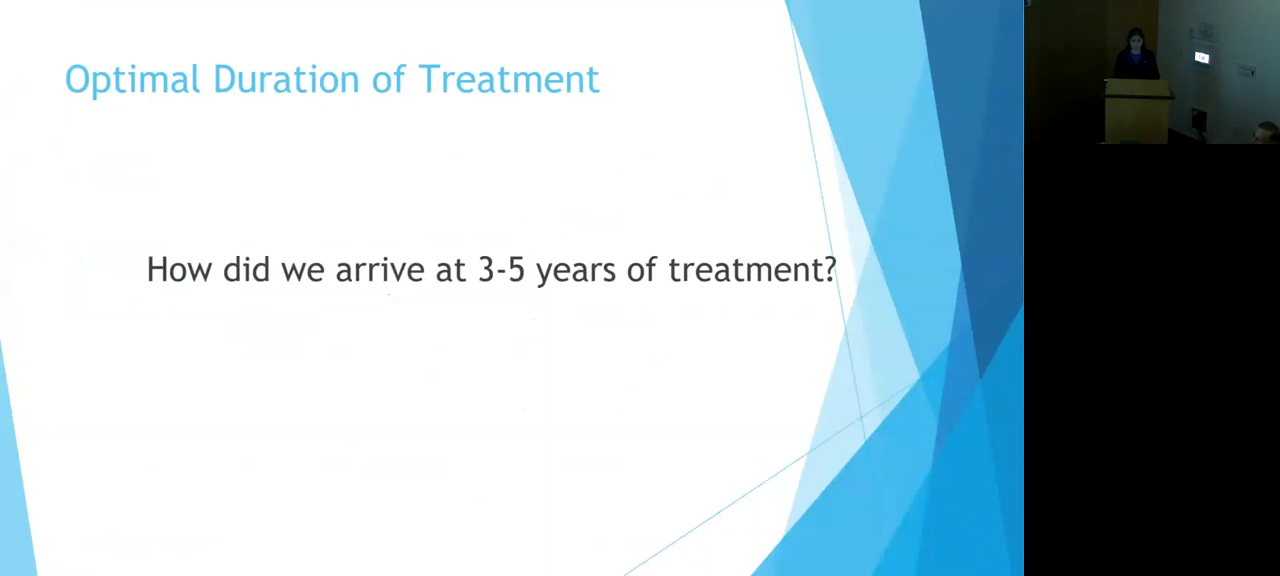 Optimal Duration of Treatment
How did we arrive at 3-5 years of treatment?